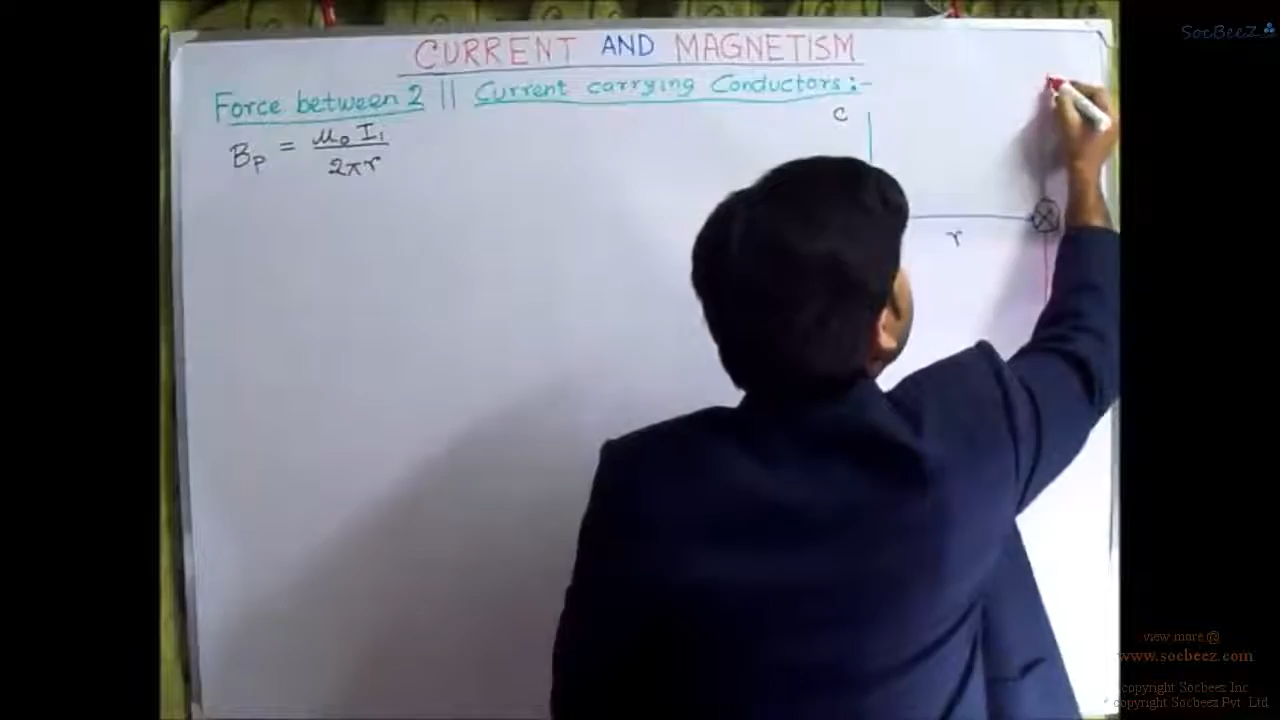 SocBeeZ
CURRENT AND MAGNETISM
Force between 2 || Current carrying Conductors :-
C
Bp = μ₀ I₁ / 2πr
r
view more @
www.socbeez.com
copyright Socbeez Inc
copyright Socbeez Pvt Ltd